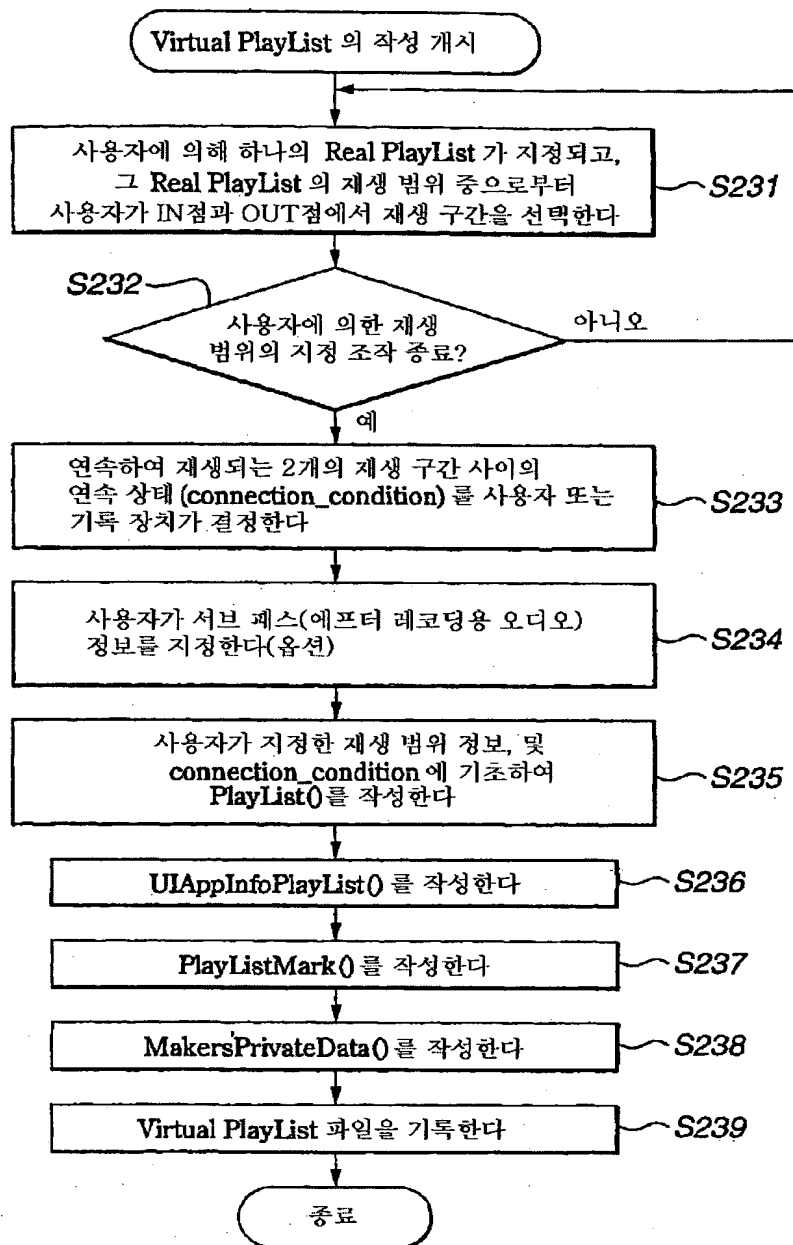 Virtual PlayList 의 작성 개시
사용자에 의해 하나의 Real PlayList 가 지정되고,
그 Real PlayList 의 재생 범위 중으로부터
사용자가 IN점과 OUT점에서 재생 구간을 선택한다
S231
S232
사용자에 의한 재생
범위의 지정 조작 종료?
아니오
예
연속하여 재생되는 2개의 재생 구간 사이의
연속 상태 (connection_condition) 를 사용자 또는
기록 장치가 결정한다
S233
사용자가 서브 패스(애프터 레코딩용 오디오)
정보를 지정한다(옵션)
S234
사용자가 지정한 재생 범위 정보, 및
connection_condition 에 기초하여
PlayList()를 작성한다
S235
UIAppInfoPlayList() 를 작성한다
S236
PlayListMark() 를 작성한다
S237
Makers'PrivateData() 를 작성한다
S238
Virtual PlayList 파일을 기록한다
S239
종료